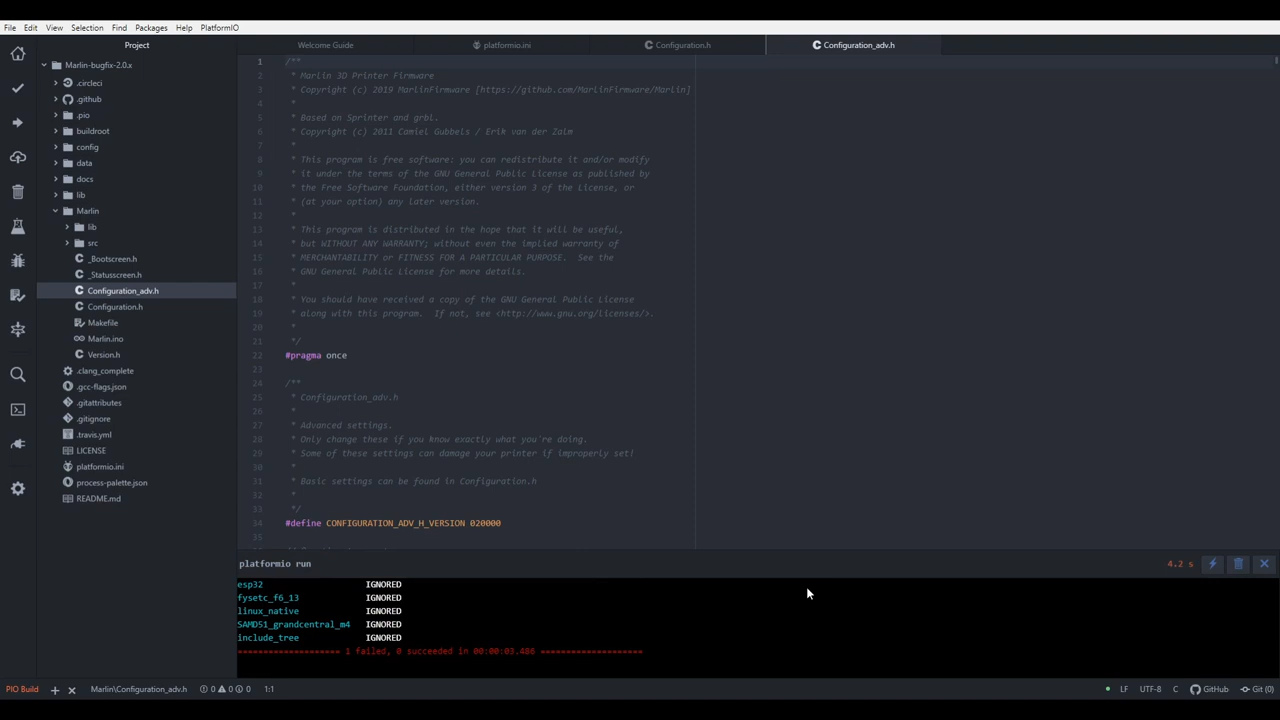 File Edit View Selection Find Packages Help PlatformIO
Project
Welcome Guide
platformio.ini
Configuration.h
Configuration_adv.h
Marlin-bugfix-2.0.x
.circleci
.github
.pio
buildroot
config
data
docs
lib
Marlin
lib
src
_Bootscreen.h
_Statusscreen.h
Configuration_adv.h
Configuration.h
Makefile
Marlin.ino
Version.h
.clang_complete
.gcc-flags.json
.gitattributes
.gitignore
.travis.yml
LICENSE
platformio.ini
process-palette.json
README.md
1 /**
2 * Marlin 3D Printer Firmware
3 * Copyright (c) 2019 MarlinFirmware [https://github.com/MarlinFirmware/Marlin]
4 *
5 * Based on Sprinter and grbl.
6 * Copyright (c) 2011 Camiel Gubbels / Erik van der Zalm
7 *
8 * This program is free software: you can redistribute it and/or modify
9 * it under the terms of the GNU General Public License as published by
10 * the Free Software Foundation, either version 3 of the License, or
11 * (at your option) any later version.
12 *
13 * This program is distributed in the hope that it will be useful,
14 * but WITHOUT ANY WARRANTY; without even the implied warranty of
15 * MERCHANTABILITY or FITNESS FOR A PARTICULAR PURPOSE. See the
16 * GNU General Public License for more details.
17 *
18 * You should have received a copy of the GNU General Public License
19 * along with this program. If not, see <http://www.gnu.org/licenses/>.
20 *
21 */
22 #pragma once
23
24 /**
25 * Configuration_adv.h
26 *
27 * Advanced settings.
28 * Only change these if you know exactly what you're doing.
29 * Some of these settings can damage your printer if improperly set!
30 *
31 * Basic settings can be found in Configuration.h
32 *
33 */
34 #define CONFIGURATION_ADV_H_VERSION 020000
35
platformio run
4.2 s
esp32 IGNORED
fysetc_f6_13 IGNORED
linux_native IGNORED
SAMD51_grandcentral_m4 IGNORED
include_tree IGNORED
==================== 1 failed, 0 succeeded in 00:00:03.486 ====================
PIO Build
Marlin\Configuration_adv.h
0 0 0
1:1
LF
UTF-8
C
GitHub
Git (0)